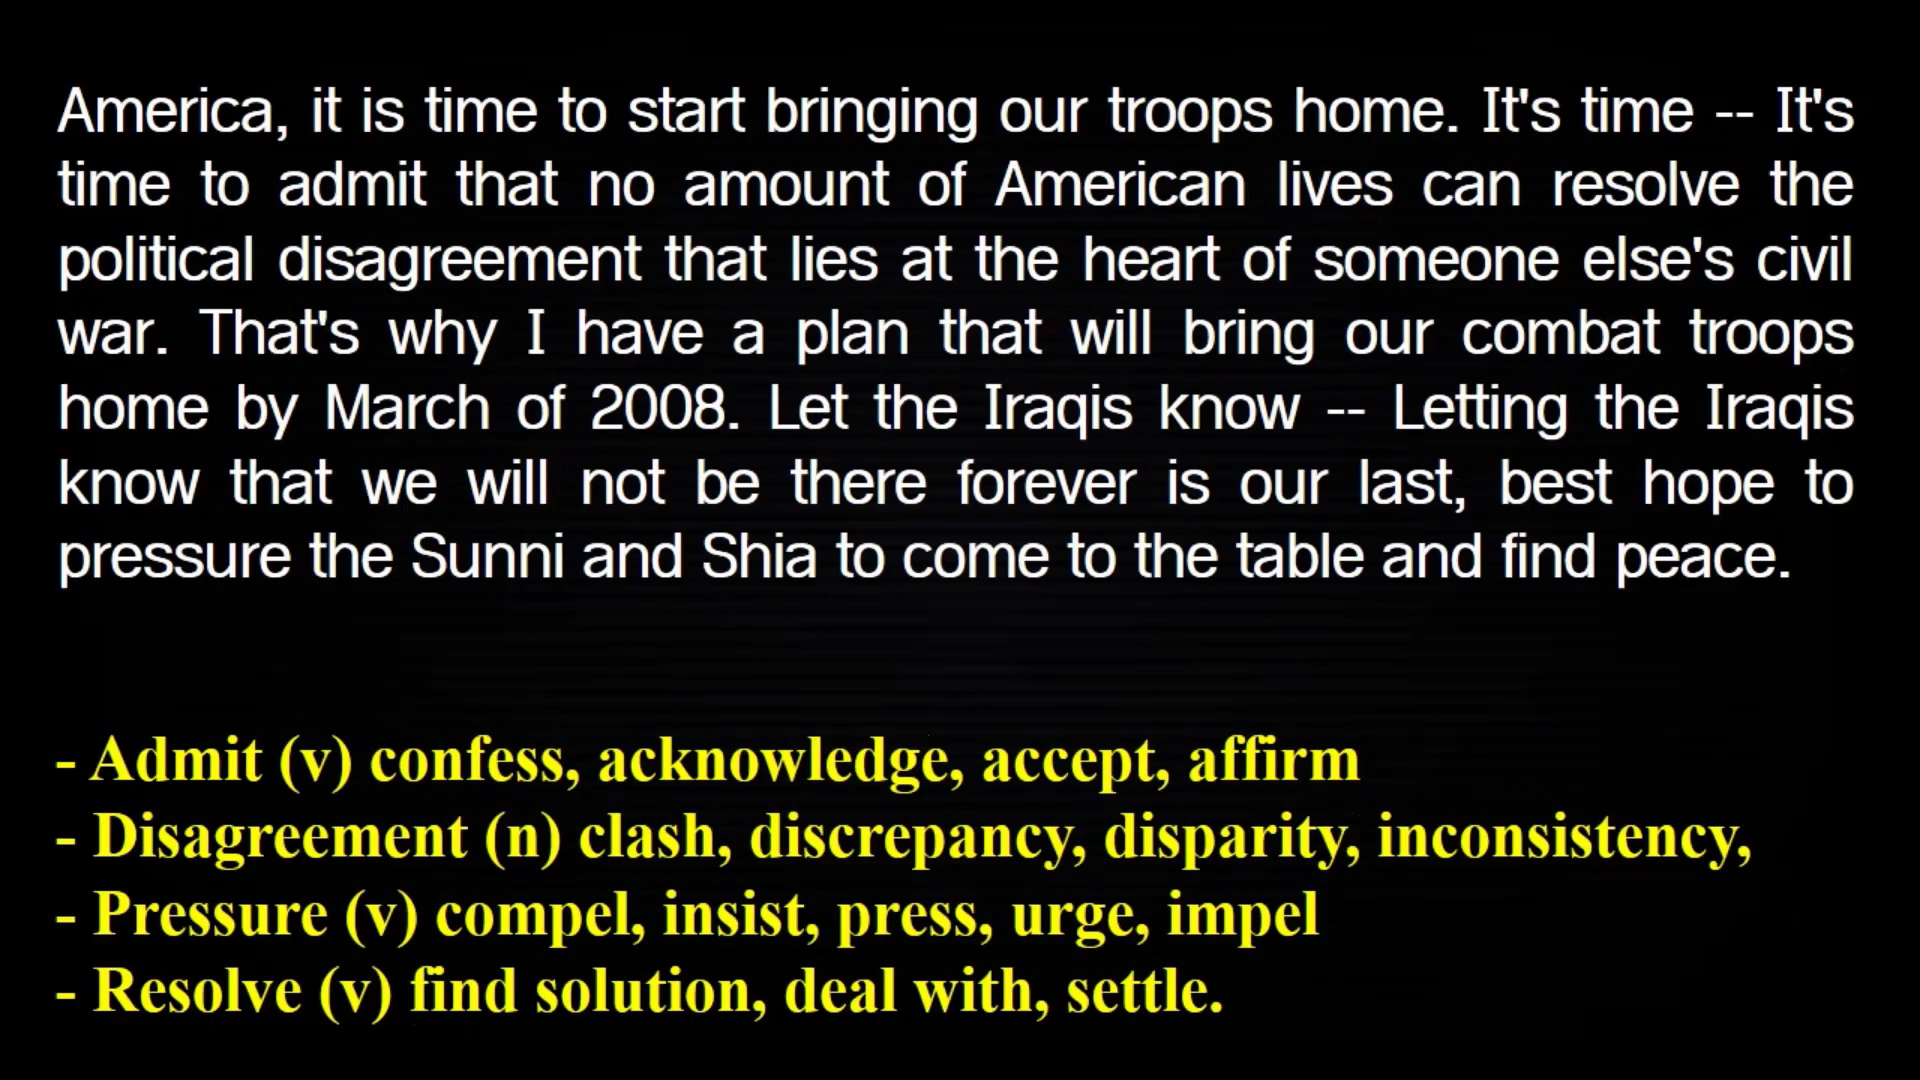 America, it is time to start bringing our troops home. It's time -- It's
time to admit that no amount of American lives can resolve the
political disagreement that lies at the heart of someone else's civil
war. That's why I have a plan that will bring our combat troops
home by March of 2008. Let the Iraqis know -- Letting the Iraqis
know that we will not be there forever is our last, best hope to
pressure the Sunni and Shia to come to the table and find peace.
- Admit (v) confess, acknowledge, accept, affirm
- Disagreement (n) clash, discrepancy, disparity, inconsistency,
- Pressure (v) compel, insist, press, urge, impel
- Resolve (v) find solution, deal with, settle.